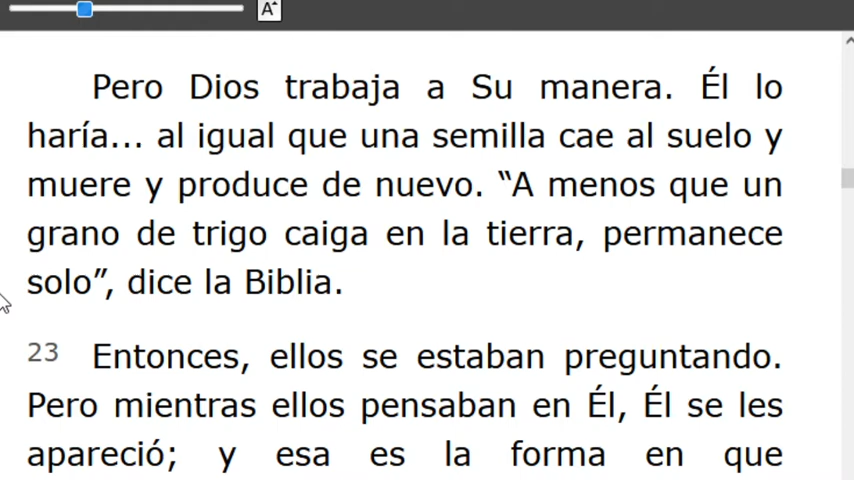 A
Pero Dios trabaja a Su manera. Él lo
haría... al igual que una semilla cae al suelo y
muere y produce de nuevo. “A menos que un
grano de trigo caiga en la tierra, permanece
solo”, dice la Biblia.
23 Entonces, ellos se estaban preguntando.
Pero mientras ellos pensaban en Él, Él se les
apareció; y esa es la forma en que